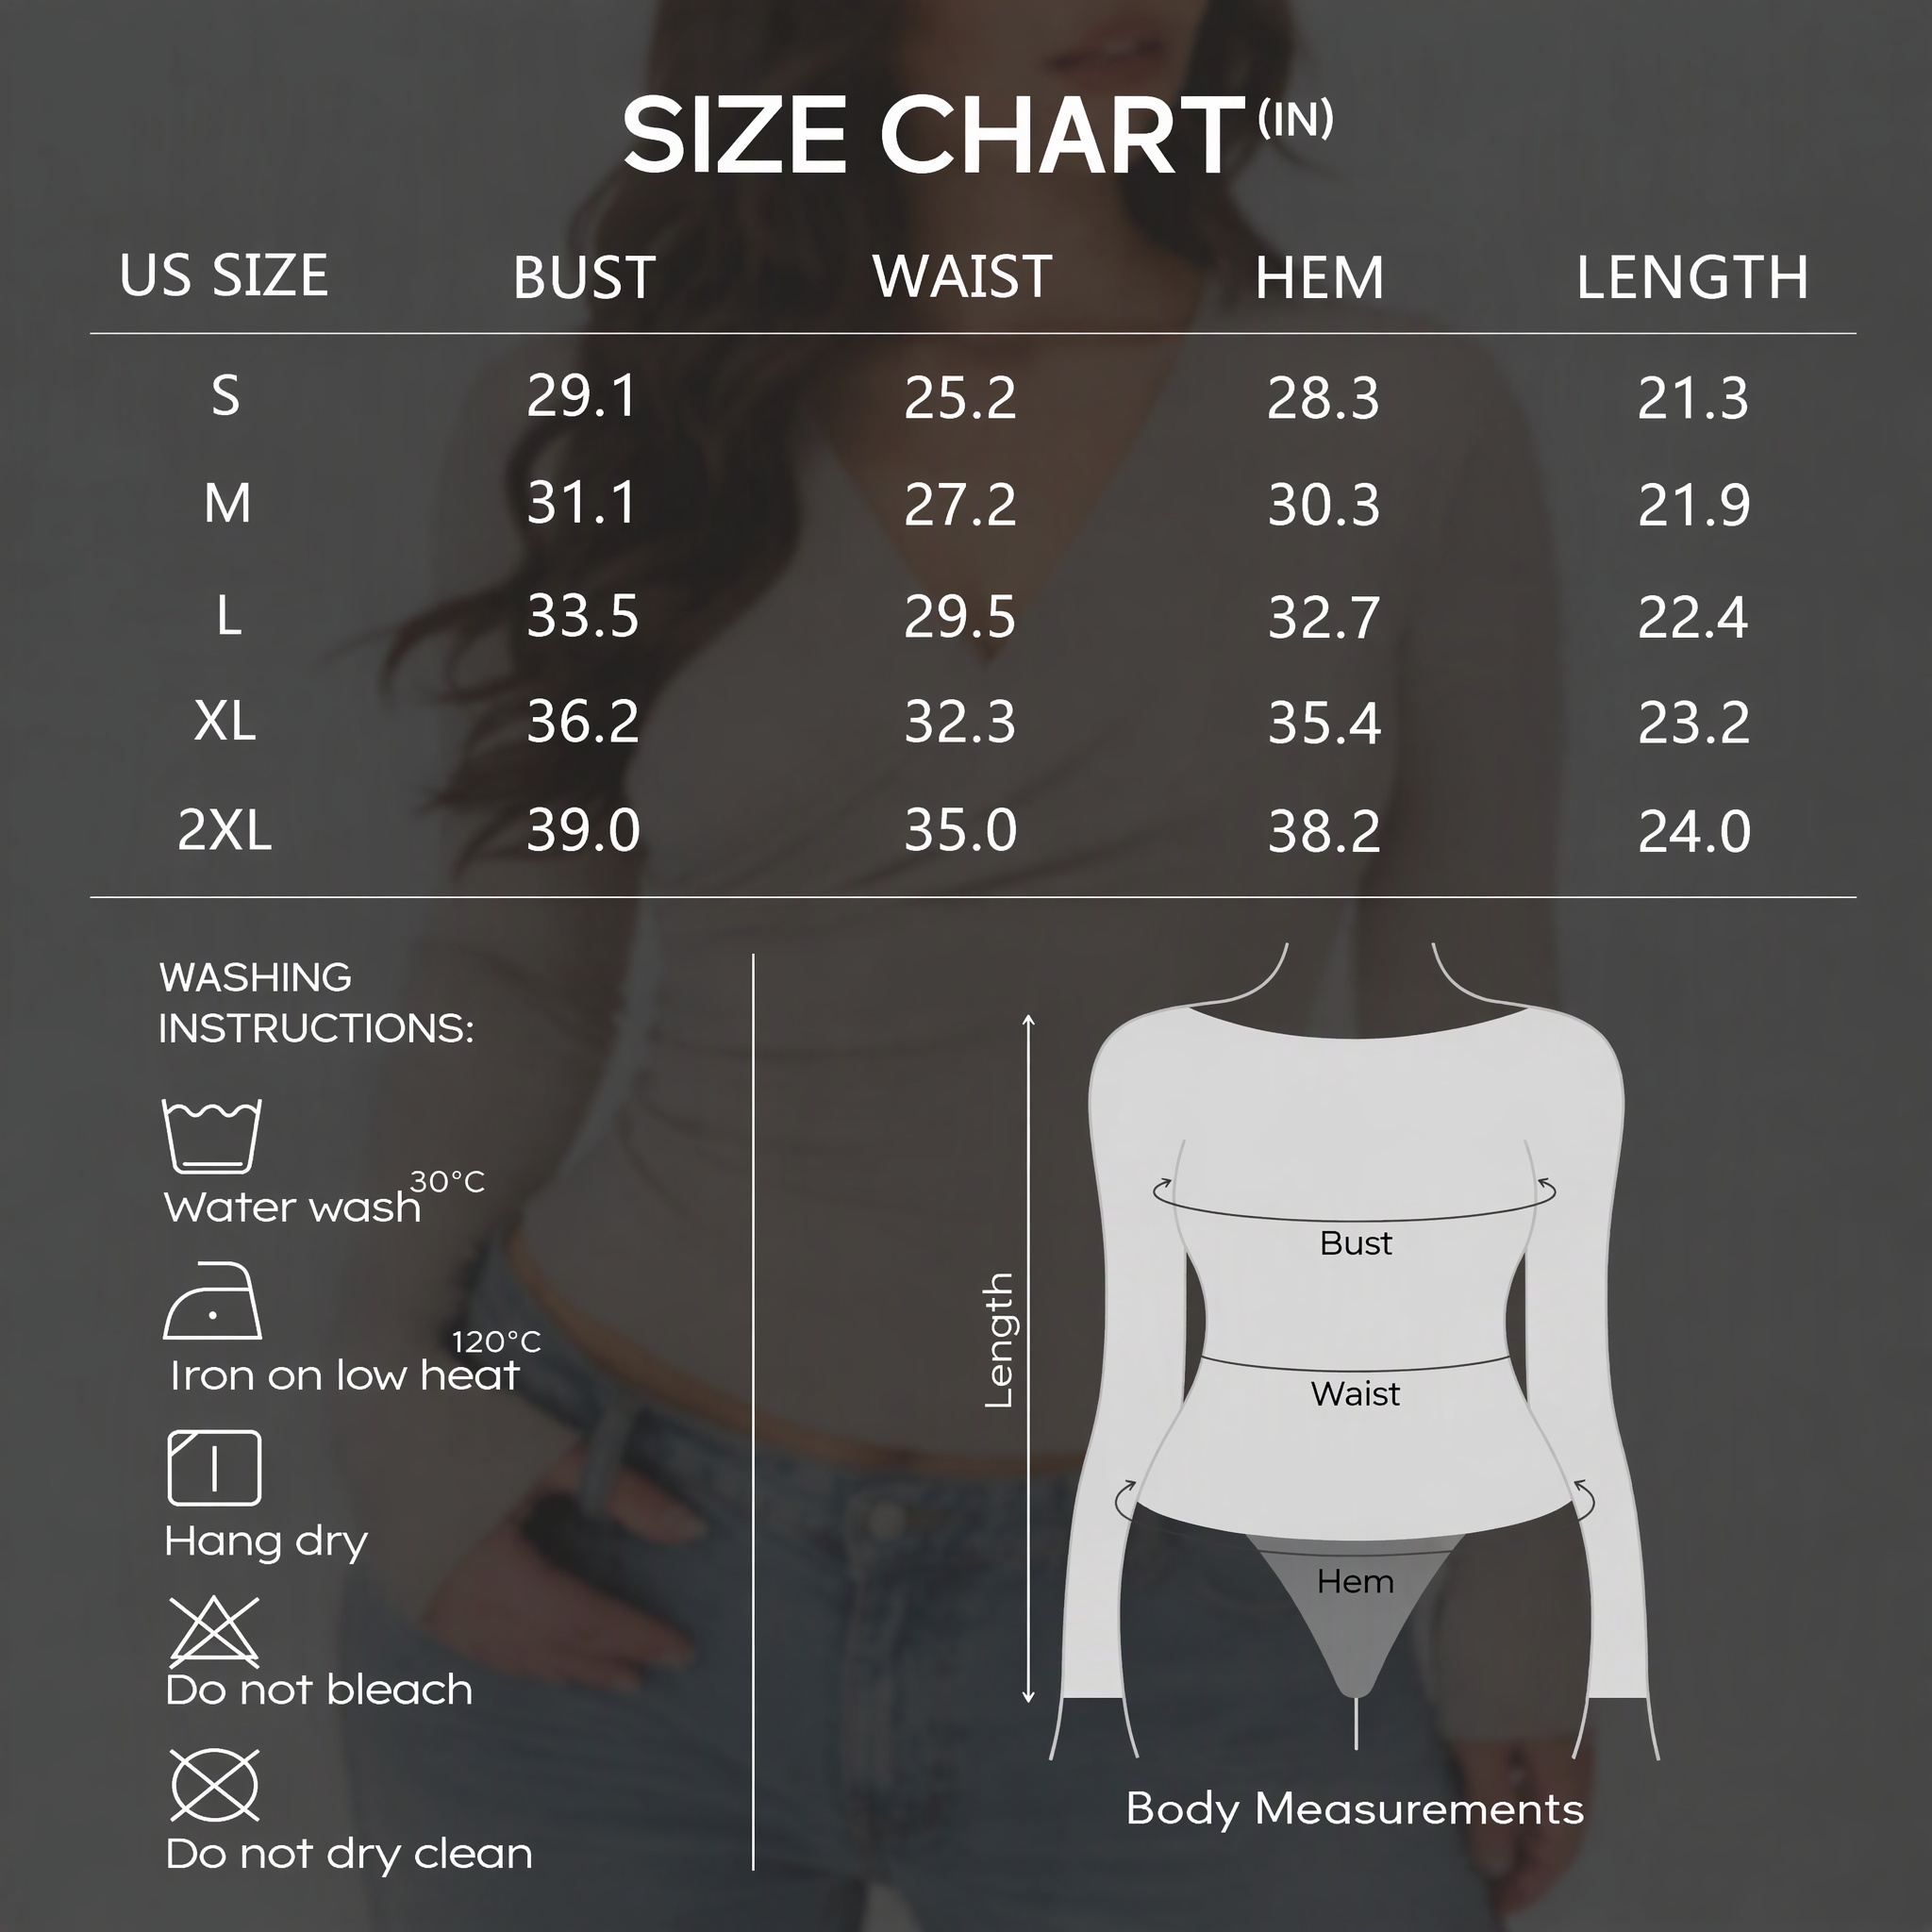 SIZE CHART (IN)
US SIZE BUST WAIST HEM LENGTH
S 29.1 25.2 28.3 21.3
M 31.1 27.2 30.3 21.9
L 33.5 29.5 32.7 22.4
XL 36.2 32.3 35.4 23.2
2XL 39.0 35.0 38.2 24.0
WASHING
INSTRUCTIONS:
Water wash 30°C
Iron on low heat 120°C
Hang dry
Do not bleach
Do not dry clean
Length
Bust
Waist
Hem
Body Measurements